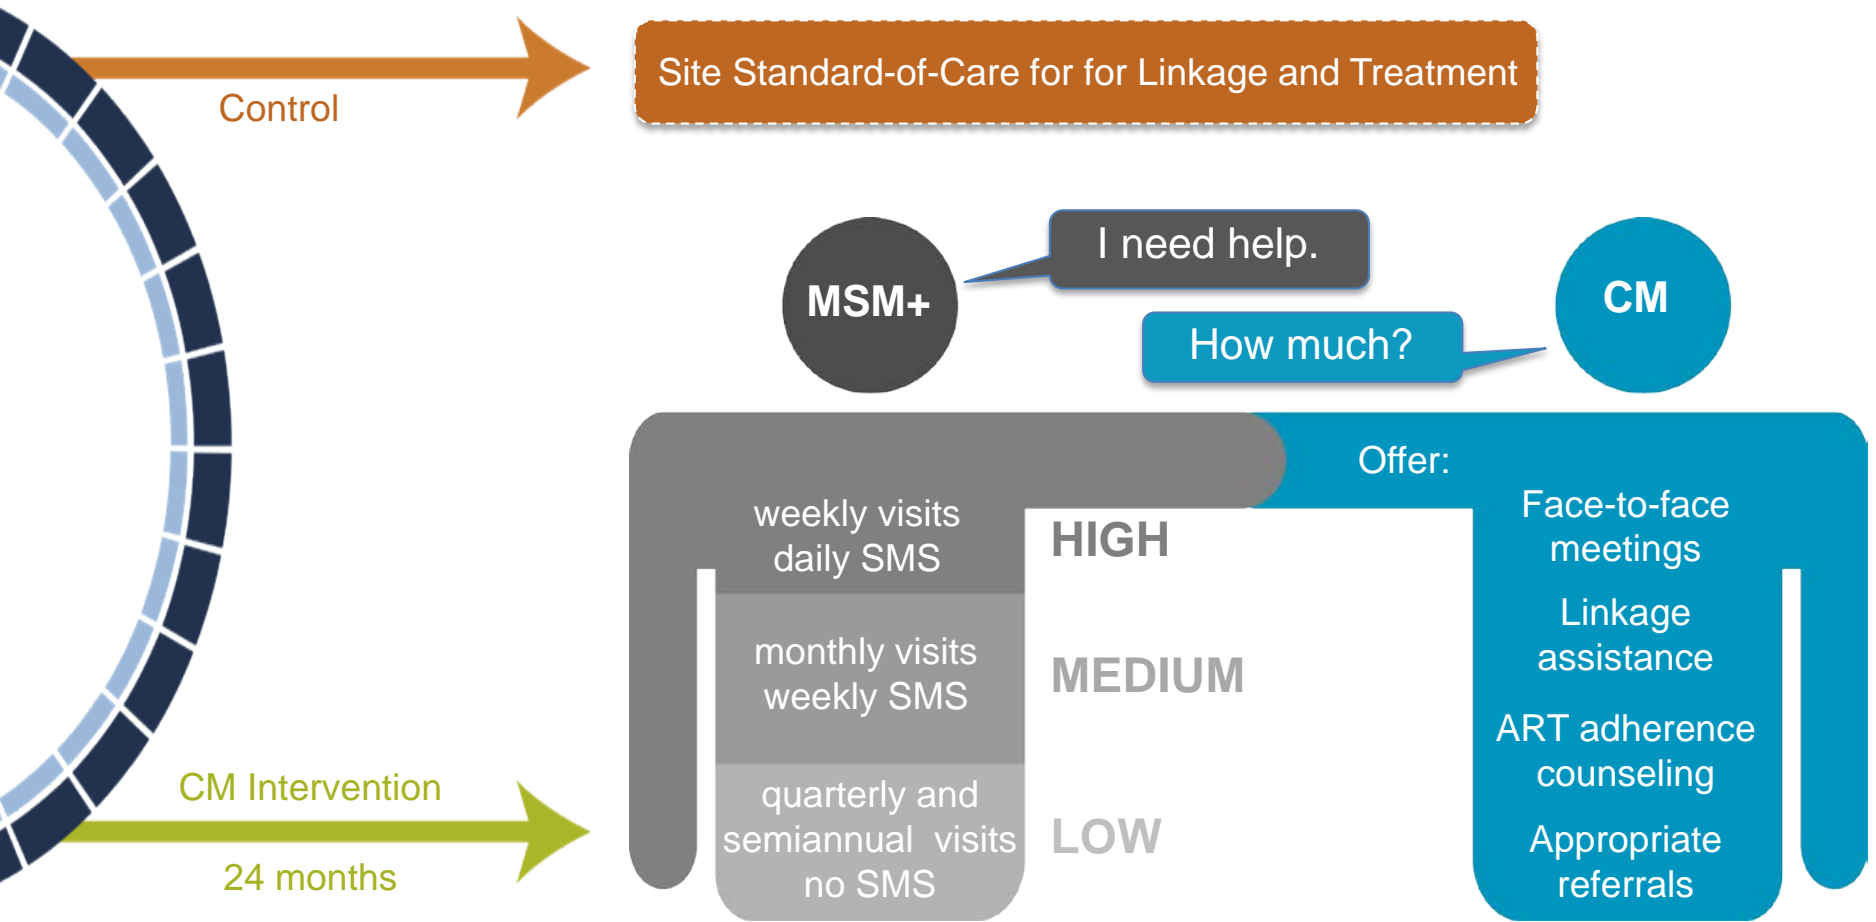 Control
Site Standard-of-Care for for Linkage and Treatment
MSM+
I need help.
How much?
CM
Offer:
weekly visits
daily SMS
HIGH
monthly visits
weekly SMS
MEDIUM
quarterly and
semiannual visits
no SMS
LOW
Face-to-face
meetings
Linkage
assistance
ART adherence
counseling
Appropriate
referrals
CM Intervention
24 months